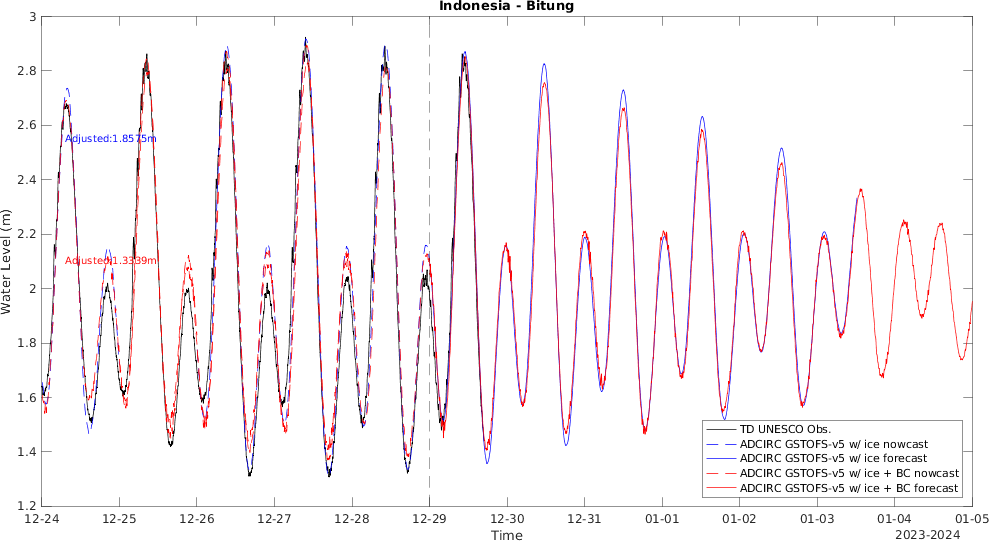 Indonesia - Bitung
Water Level (m)
3
2.8
2.6
2.4
2.2
2
1.8
1.6
1.4
1.2
Adjusted:1.8575m
Adjusted:1.3339m
TD UNESCO Obs.
ADCIRC GSTOFS-v5 w/ ice nowcast
ADCIRC GSTOFS-v5 w/ ice forecast
ADCIRC GSTOFS-v5 w/ ice + BC nowcast
ADCIRC GSTOFS-v5 w/ ice + BC forecast
12-24 12-25 12-26 12-27 12-28 12-29 12-30 12-31 01-01 01-02 01-03 01-04 01-05
Time
2023-2024